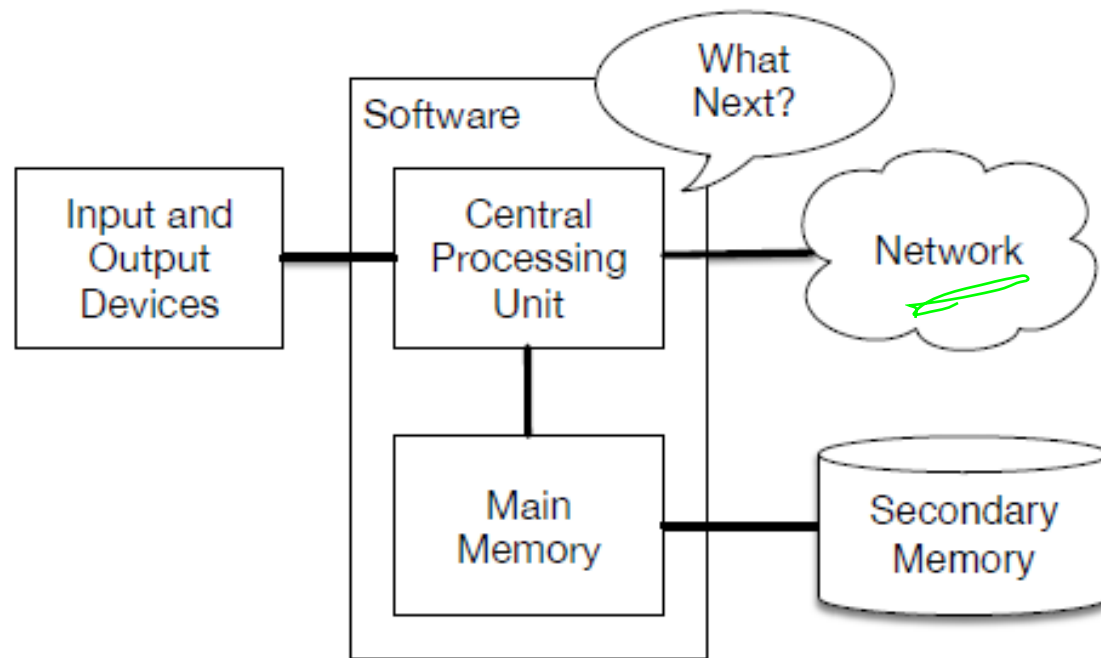 What
Next?
Software
Input and
Output
Devices
Central
Processing
Unit
Network
Main
Memory
Secondary
Memory